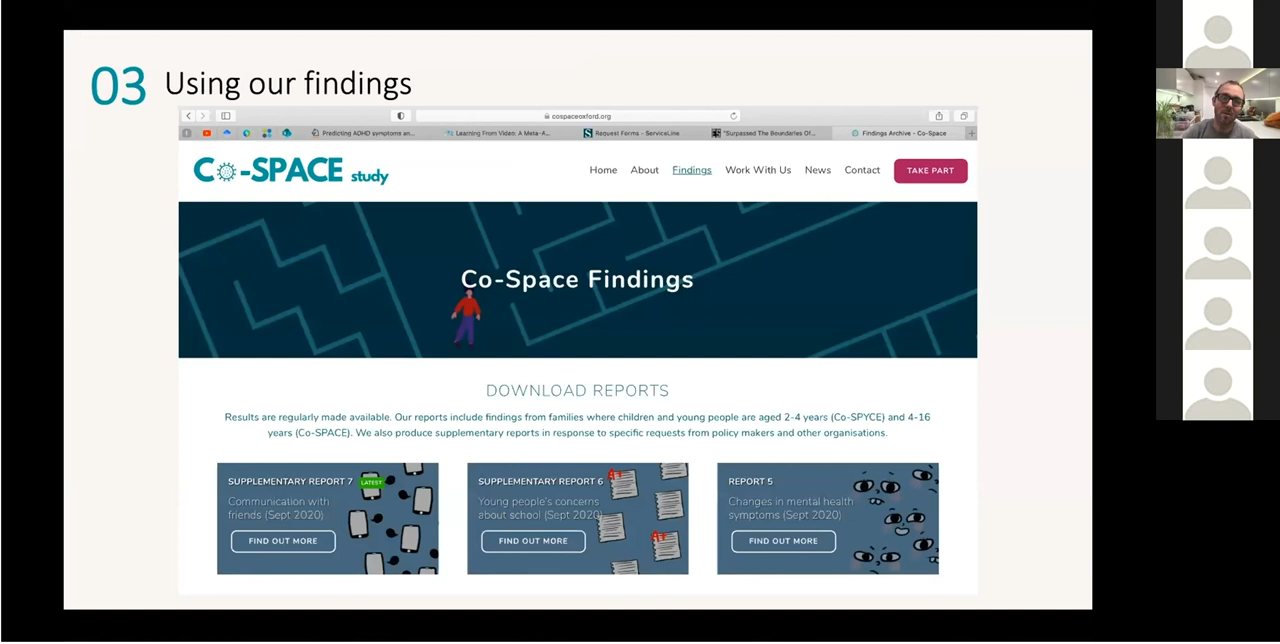 03 Using our findings
cospaceoxford.org
Predicting ADHD symptoms an...
Learning From Video: A Meta-A...
Request Forms - ServiceLine
"Surpassed The Boundaries Of...
Findings Archive - Co-Space
CO-SPACE study
Home About Findings Work With Us News Contact TAKE PART
Co-Space Findings
DOWNLOAD REPORTS
Results are regularly made available. Our reports include findings from families where children and young people are aged 2-4 years (Co-SPYCE) and 4-16
years (Co-SPACE). We also produce supplementary reports in response to specific requests from policy makers and other organisations.
SUPPLEMENTARY REPORT 7
LATEST
Communication with
friends (Sept 2020)
FIND OUT MORE
SUPPLEMENTARY REPORT 6
A+
Young people's concerns
about school (Sept 2020)
A+
FIND OUT MORE
REPORT 5
Changes in mental health
symptoms (Sept 2020)
FIND OUT MORE